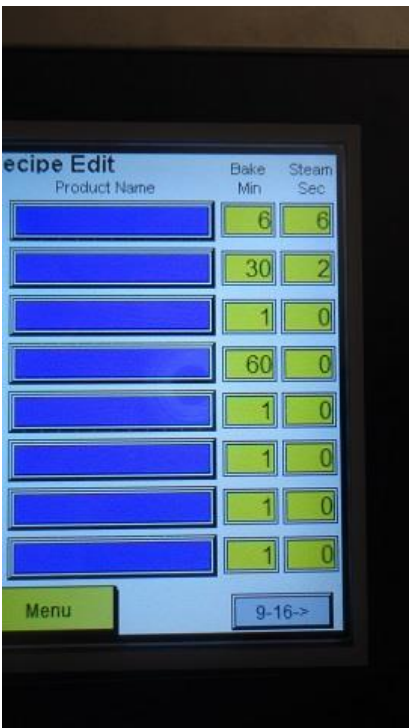 ecipe Edit
Bake Steam
Product Name Min Sec
6 6
30 2
1 0
60 0
1 0
1 0
1 0
1 0
Menu 9-16->